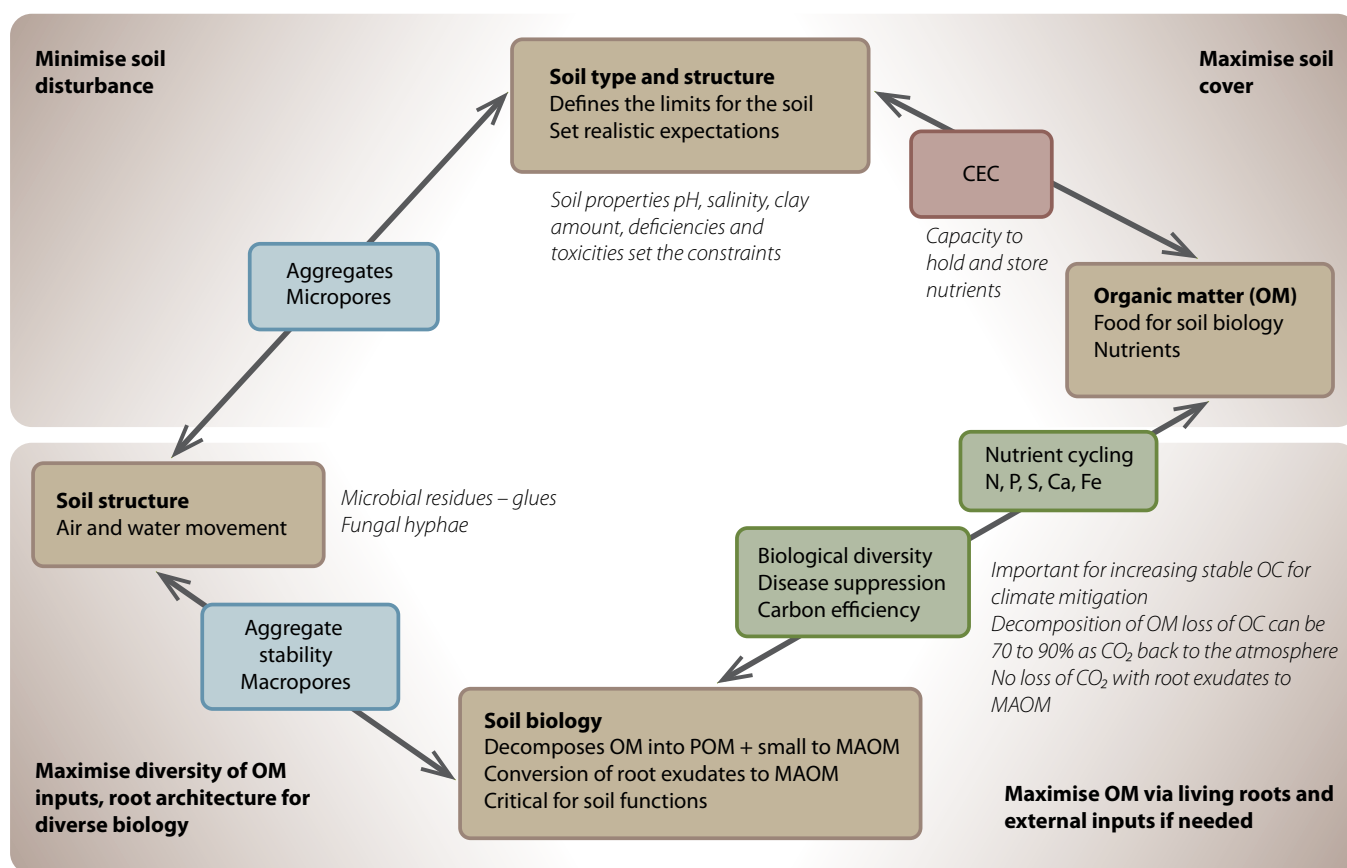 Minimise soil
disturbance
Soil type and structure
Defines the limits for the soil
Set realistic expectations
Maximise soil
cover
CEC
Soil properties pH, salinity, clay
amount, deficiencies and
toxicities set the constraints
Capacity to
hold and store
nutrients
Aggregates
Micropores
Organic matter (OM)
Food for soil biology
Nutrients
Nutrient cycling
N, P, S, Ca, Fe
Soil structure
Air and water movement
Microbial residues – glues
Fungal hyphae
Biological diversity
Disease suppression
Carbon efficiency
Important for increasing stable OC for
climate mitigation
Decomposition of OM loss of OC can be
70 to 90% as CO₂ back to the atmosphere
No loss of CO₂ with root exudates to
MAOM
Aggregate
stability
Macropores
Soil biology
Decomposes OM into POM + small to MAOM
Conversion of root exudates to MAOM
Critical for soil functions
Maximise diversity of OM
inputs, root architecture for
diverse biology
Maximise OM via living roots and
external inputs if needed